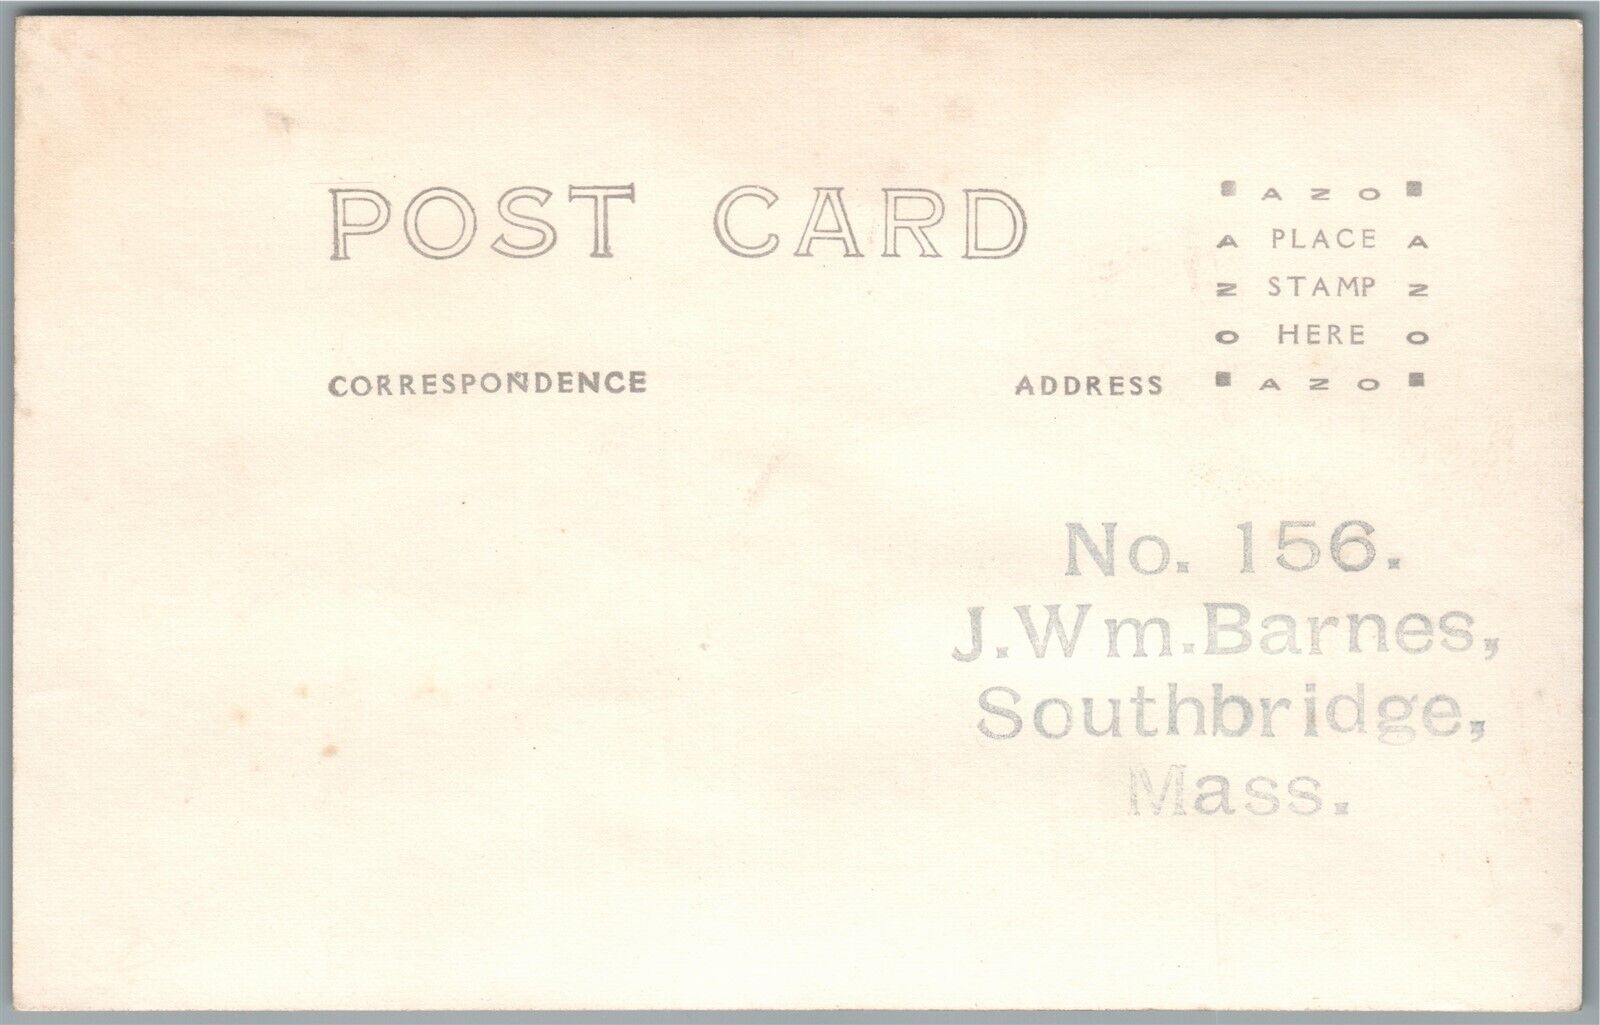 POST CARD
AZO
A PLACE A
N STAMP N
O HERE O
AZO
CORRESPONDENCE
ADDRESS
No. 156.
J.Wm.Barnes,
Southbridge,
Mass.